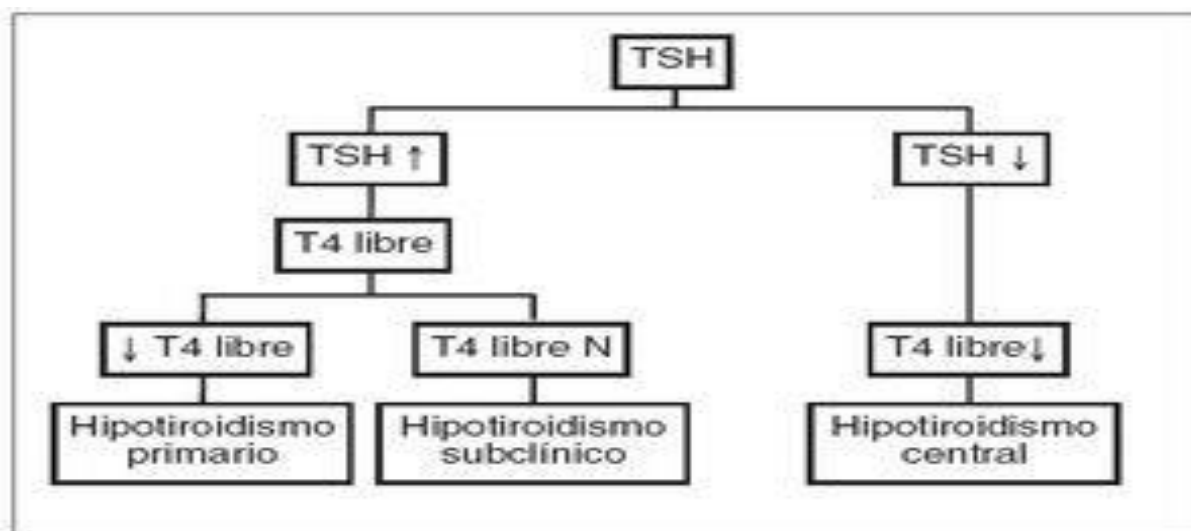 TSH
TSH ↑
TSH ↓
T4 libre
↓ T4 libre
T4 libre N
T4 libre↓
Hipotiroidismo
primario
Hipotiroidismo
subclínico
Hipotiroidismo
central